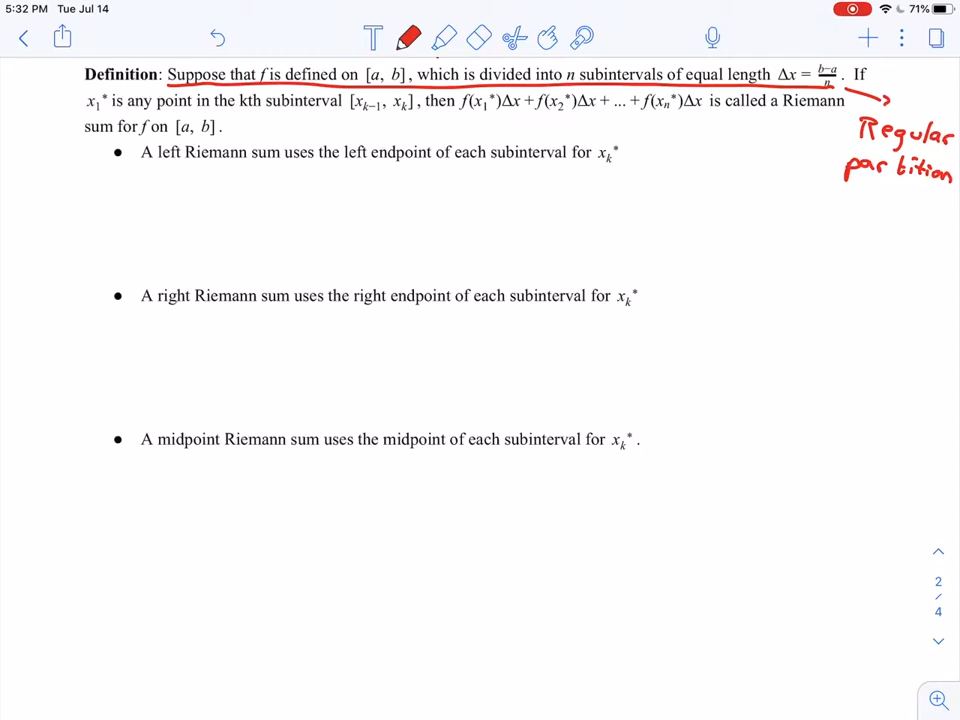 5:32 PM Tue Jul 14 71%
Definition: Suppose that f is defined on [a, b], which is divided into n subintervals of equal length Δx = (b−a)/n. If
x₁* is any point in the kth subinterval [xₖ₋₁, xₖ], then f(x₁*)Δx + f(x₂*)Δx + ... + f(xₙ*)Δx is called a Riemann
sum for f on [a, b].
Regular
partition
● A left Riemann sum uses the left endpoint of each subinterval for xₖ*
● A right Riemann sum uses the right endpoint of each subinterval for xₖ*
● A midpoint Riemann sum uses the midpoint of each subinterval for xₖ*.
2
/
4